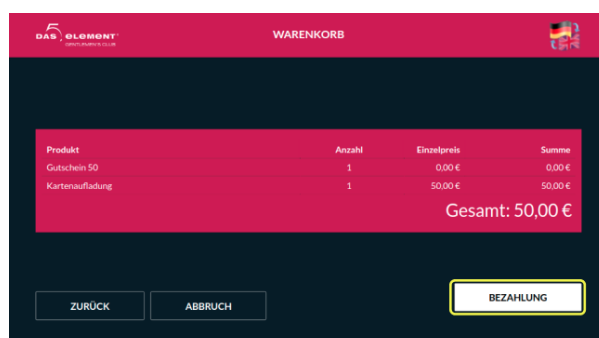 DAS 5 ELEMENT
GENTLEMEN'S CLUB
WARENKORB
Produkt Anzahl Einzelpreis Summe
Gutschein 50 1 0,00 € 0,00 €
Kartenaufladung 1 50,00 € 50,00 €
Gesamt: 50,00 €
ZURÜCK ABBRUCH BEZAHLUNG